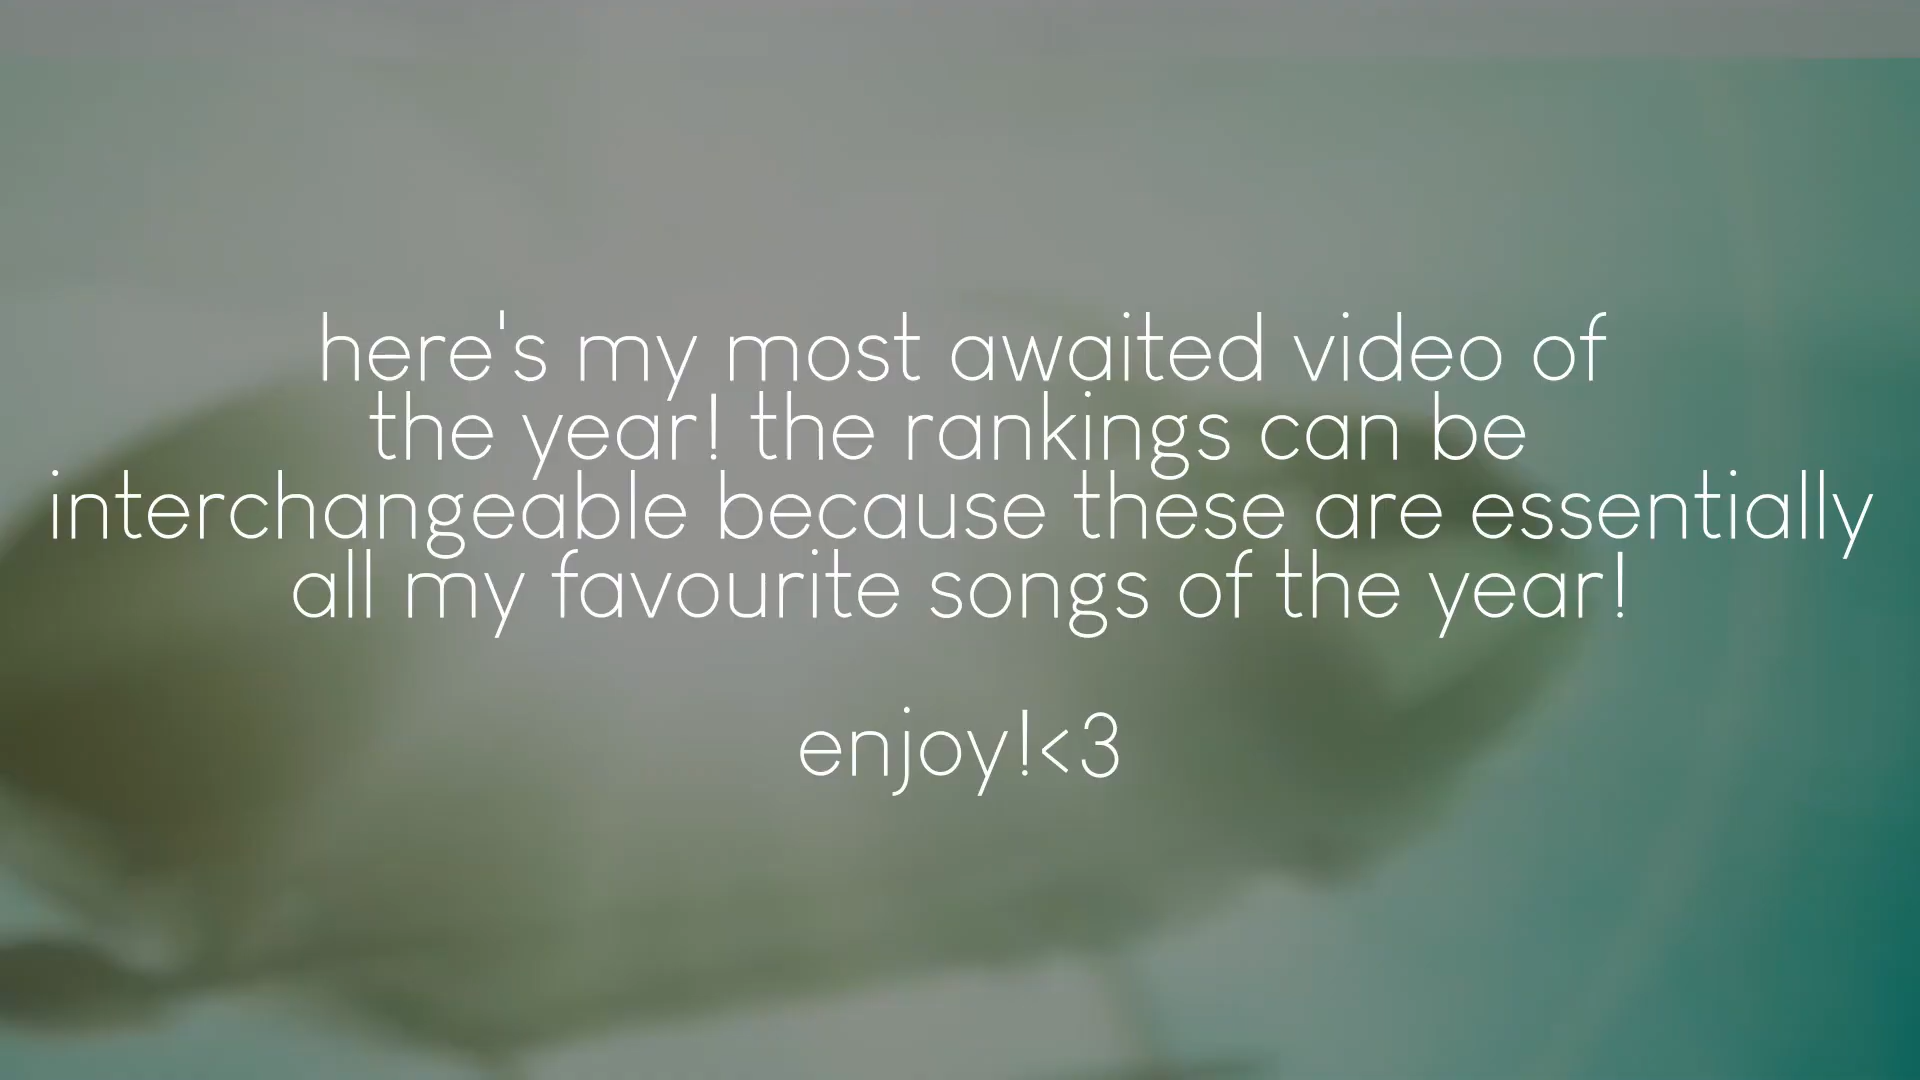 here's my most awaited video of
the year! the rankings can be
interchangeable because these are essentially
all my favourite songs of the year!
enjoy!<3